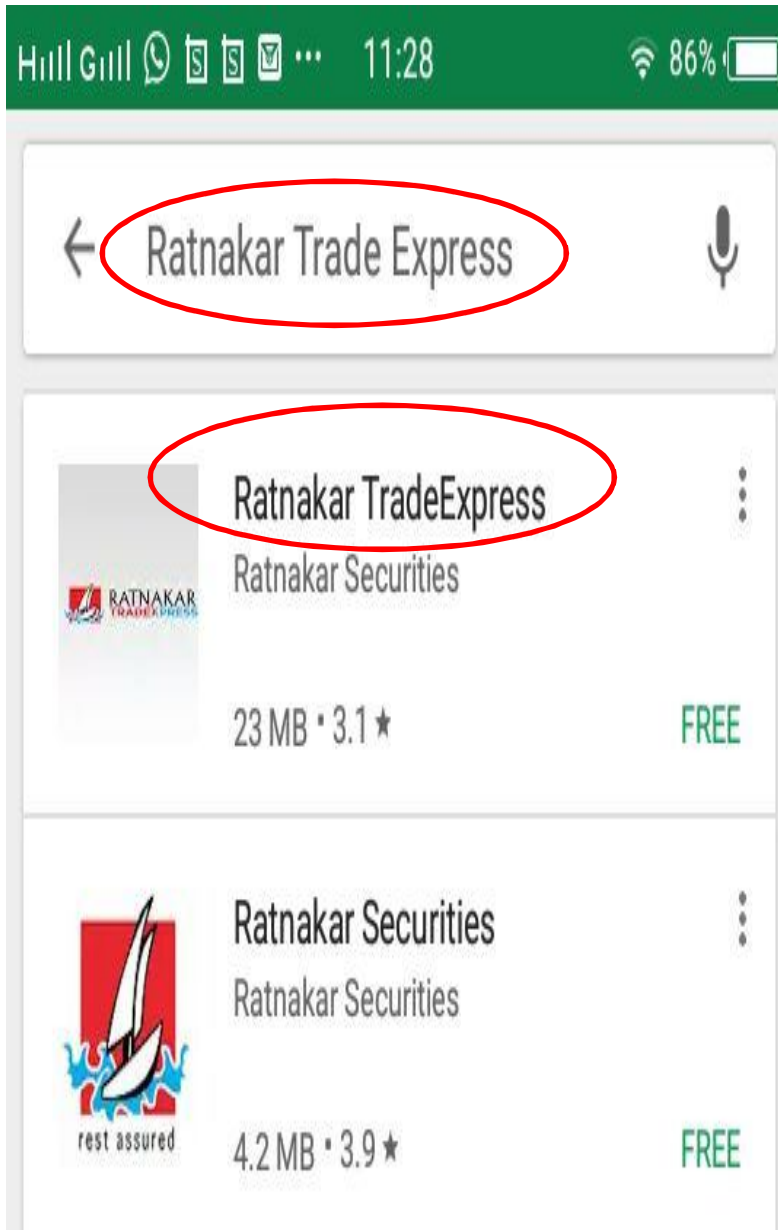 H G 11:28 86%
Ratnakar Trade Express
Ratnakar TradeExpress
Ratnakar Securities
RATNAKAR
TRADEXPRESS
23 MB · 3.1 ★ FREE
Ratnakar Securities
Ratnakar Securities
rest assured
4.2 MB · 3.9 ★ FREE